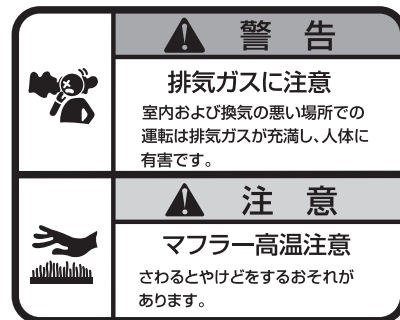 警告
排気ガスに注意
室内および換気の悪い場所での
運転は排気ガスが充満し、人体に
有害です。
注意
マフラー高温注意
さわるとやけどをするおそれが
あります。